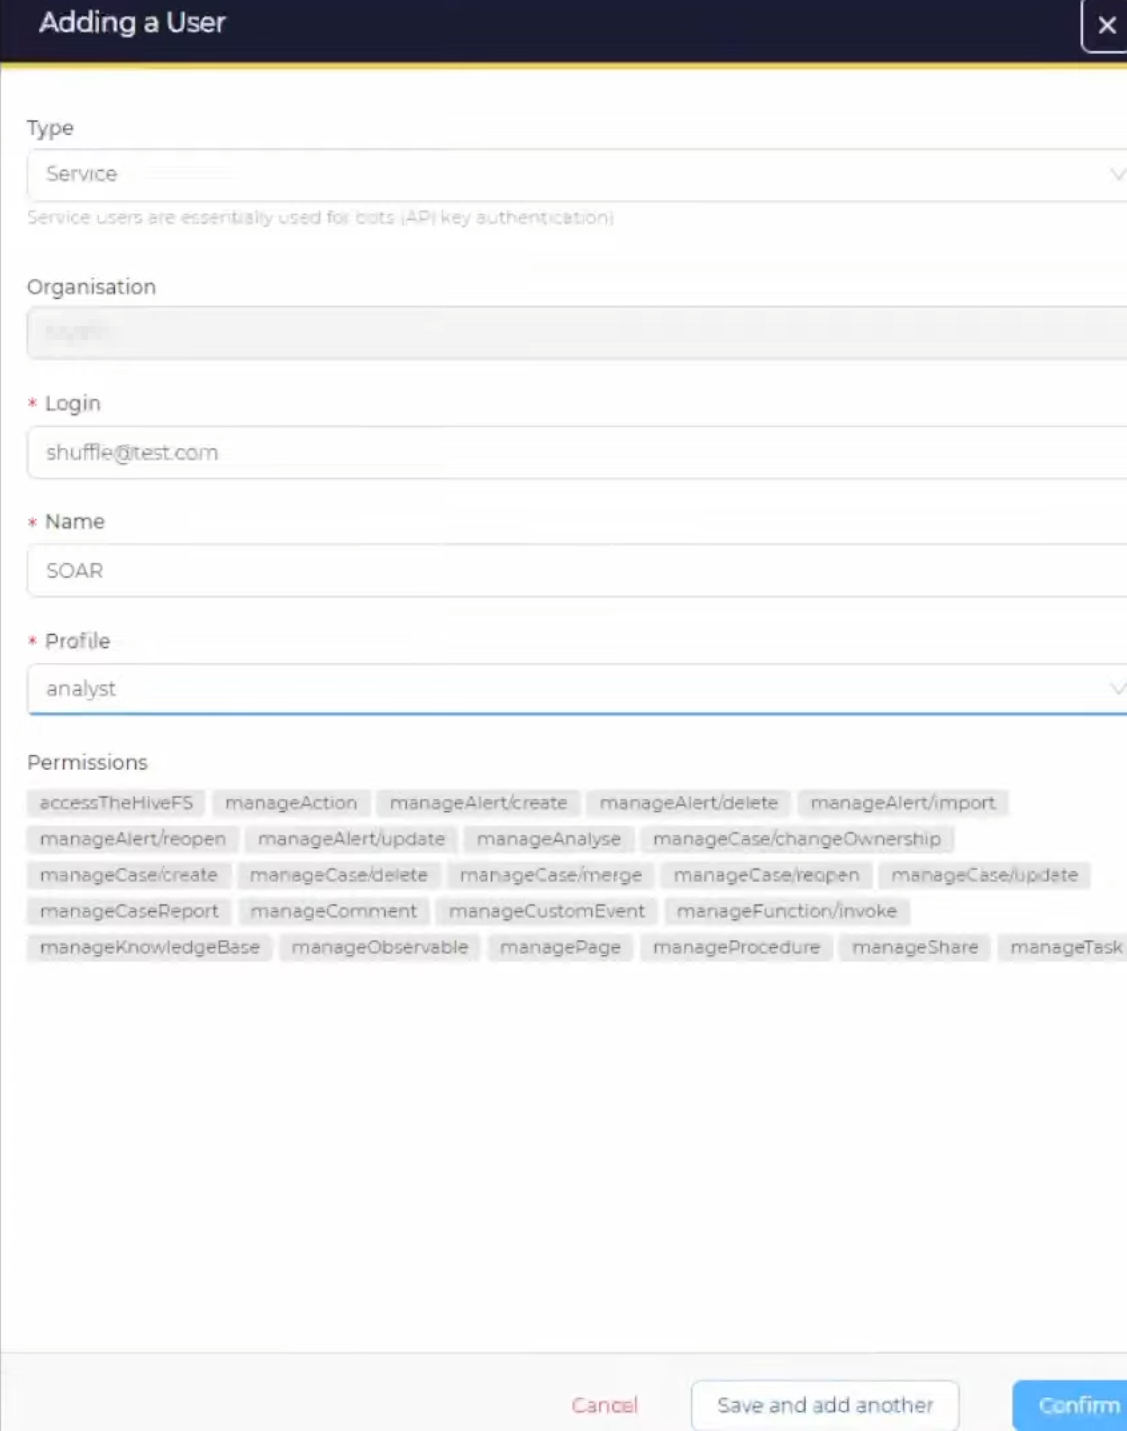 Adding a User
Type
Service
Service users are essentially used for bots (API key authentication)
Organisation
* Login
shuffle@test.com
* Name
SOAR
* Profile
analyst
Permissions
accessTheHiveFS manageAction manageAlert/create manageAlert/delete manageAlert/import
manageAlert/reopen manageAlert/update manageAnalyse manageCase/changeOwnership
manageCase/create manageCase/delete manageCase/merge manageCase/reopen manageCase/update
manageCaseReport manageComment manageCustomEvent manageFunction/invoke
manageKnowledgeBase manageObservable managePage manageProcedure manageShare manageTask
Cancel Save and add another Confirm